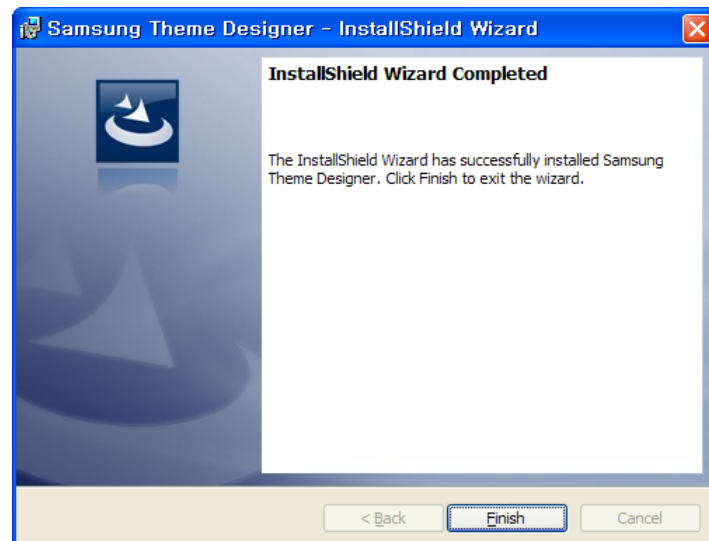 Samsung Theme Designer - InstallShield Wizard
InstallShield Wizard Completed
The InstallShield Wizard has successfully installed Samsung
Theme Designer. Click Finish to exit the wizard.
< Back
Finish
Cancel